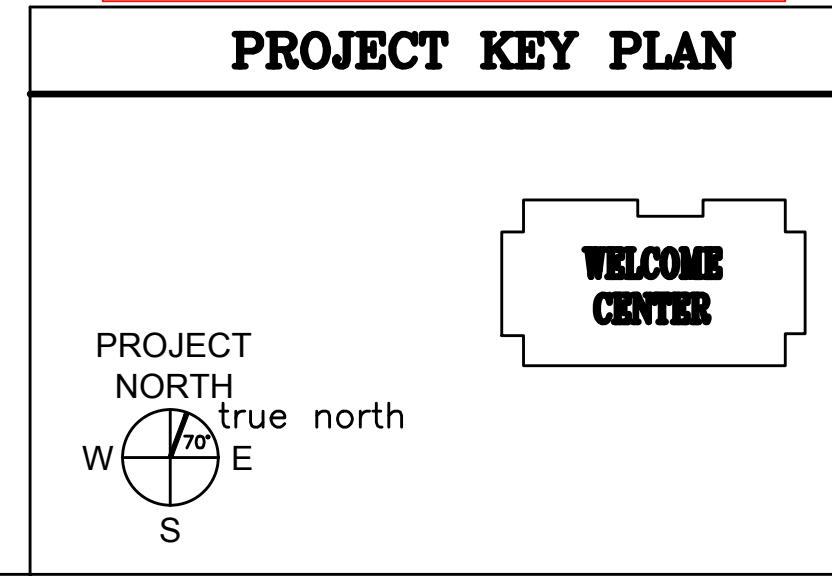 PROJECT KEY PLAN
WELCOME
CENTER
PROJECT
NORTH
true north
70°
W
E
S